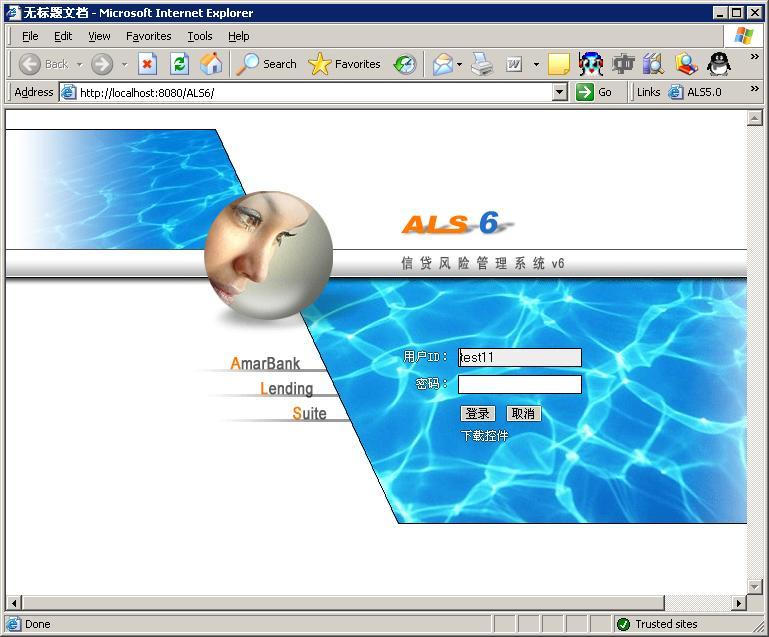 无标题文档 - Microsoft Internet Explorer
File Edit View Favorites Tools Help
Back Search Favorites »
Address http://localhost:8080/ALS6/ Go Links ALS5.0 »
ALS 6
信贷风险管理系统 v6
用户ID： test11
AmarBank
密码：
Lending
登录 取消
Suite
下载控件
Done Trusted sites